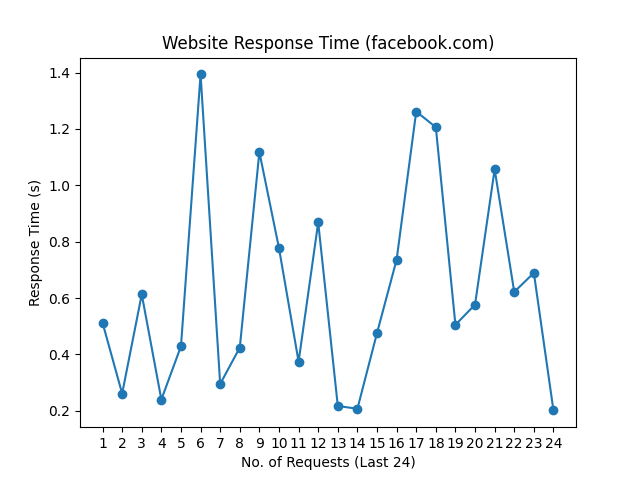 Website Response Time (facebook.com)
Response Time (s)
1.4
1.2
1.0
0.8
0.6
0.4
0.2
1 2 3 4 5 6 7 8 9 10 11 12 13 14 15 16 17 18 19 20 21 22 23 24
No. of Requests (Last 24)